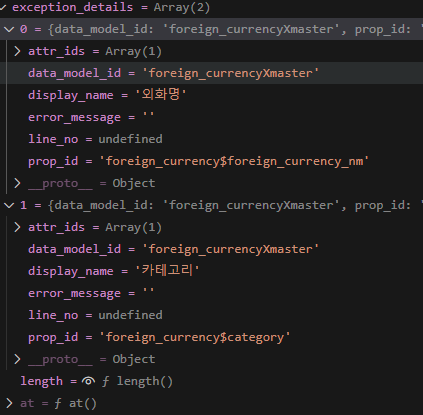 exception_details = Array(2)
0 = {data_model_id: 'foreign_currencyXmaster', prop_id: '
attr_ids = Array(1)
data_model_id = 'foreign_currencyXmaster'
display_name = '외화명'
error_message = ''
line_no = undefined
prop_id = 'foreign_currency$foreign_currency_nm'
__proto__ = Object
1 = {data_model_id: 'foreign_currencyXmaster', prop_id: '
attr_ids = Array(1)
data_model_id = 'foreign_currencyXmaster'
display_name = '카테고리'
error_message = ''
line_no = undefined
prop_id = 'foreign_currency$category'
__proto__ = Object
length = ƒ length()
at = ƒ at()